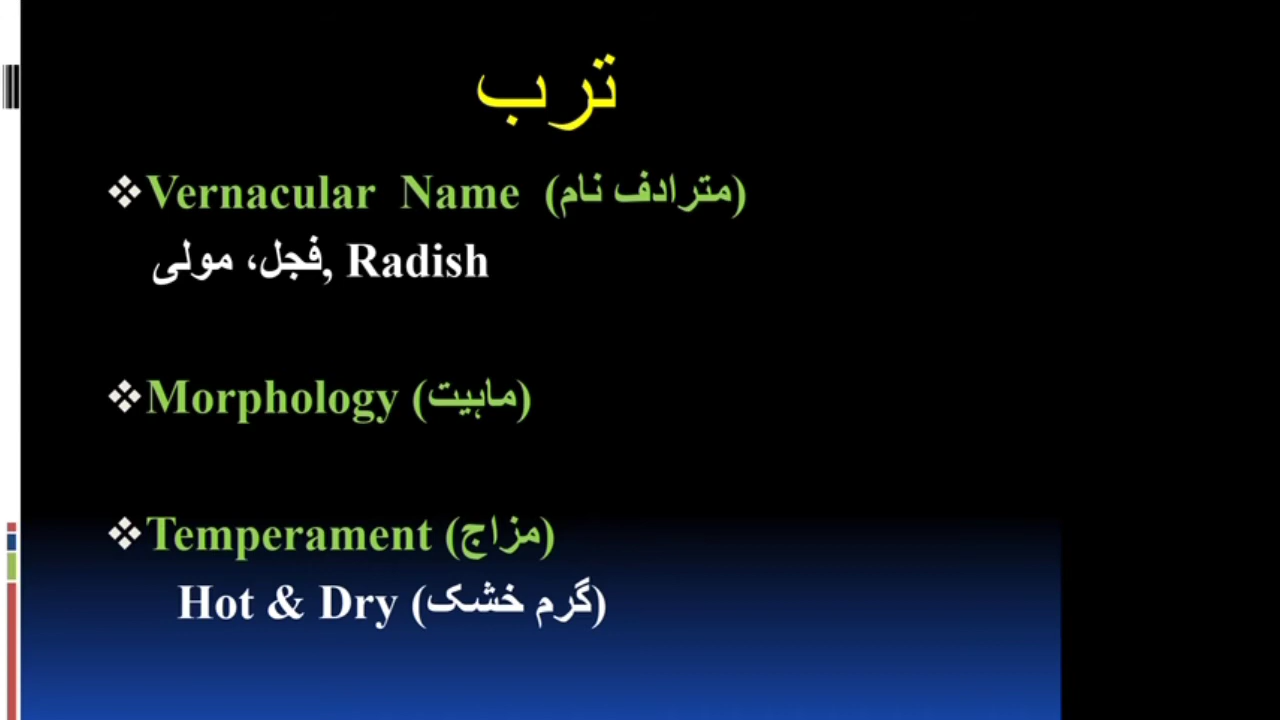 ترب
❖Vernacular Name (مترادف نام)
فجل، مولی, Radish
❖Morphology (ماہیت)
❖Temperament (مزاج)
Hot & Dry (گرم خشک)